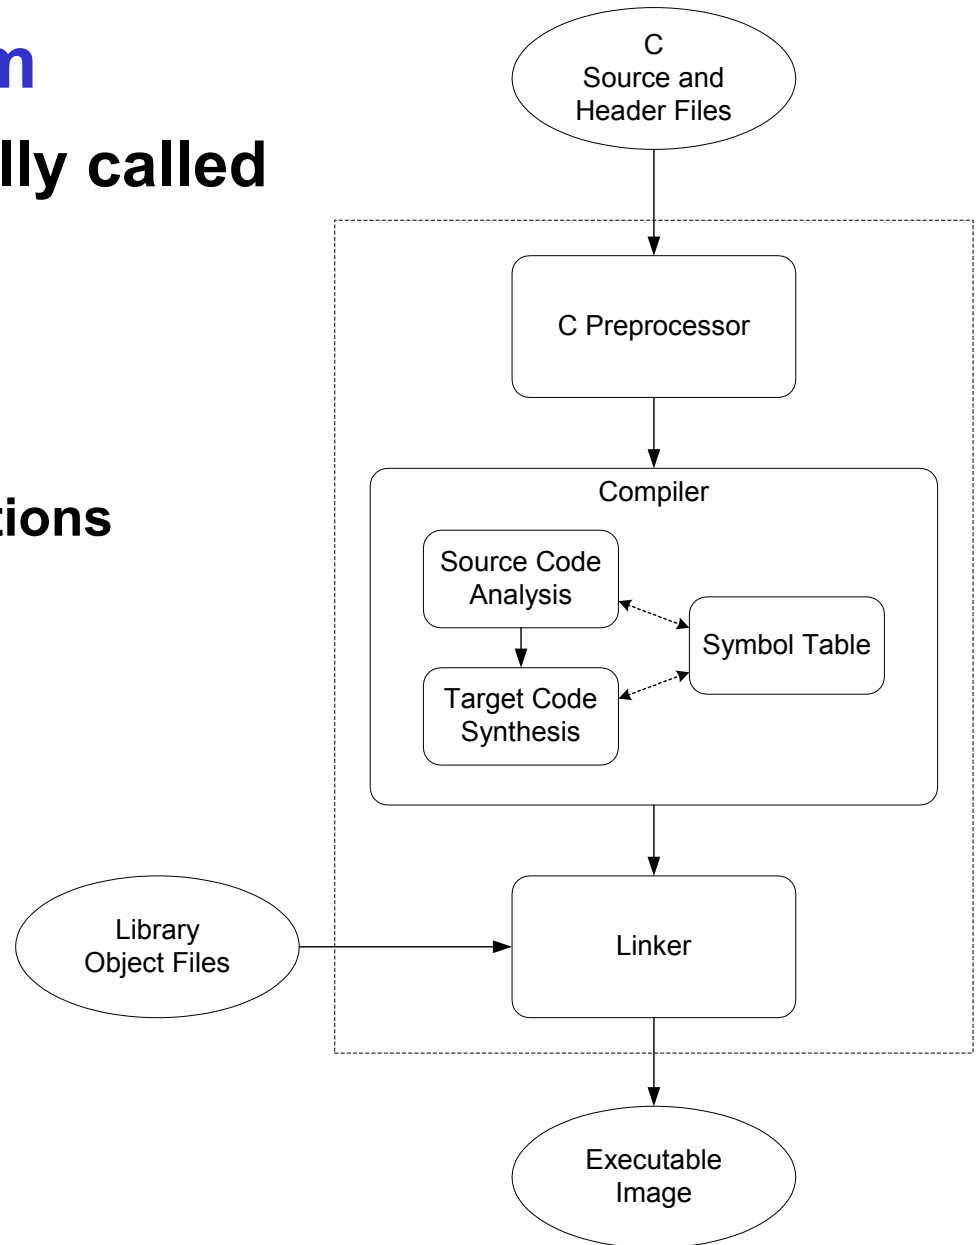 m
lly called
tions
C
Source and
Header Files
C Preprocessor
Compiler
Source Code
Analysis
Symbol Table
Target Code
Synthesis
Library
Object Files
Linker
Executable
Image